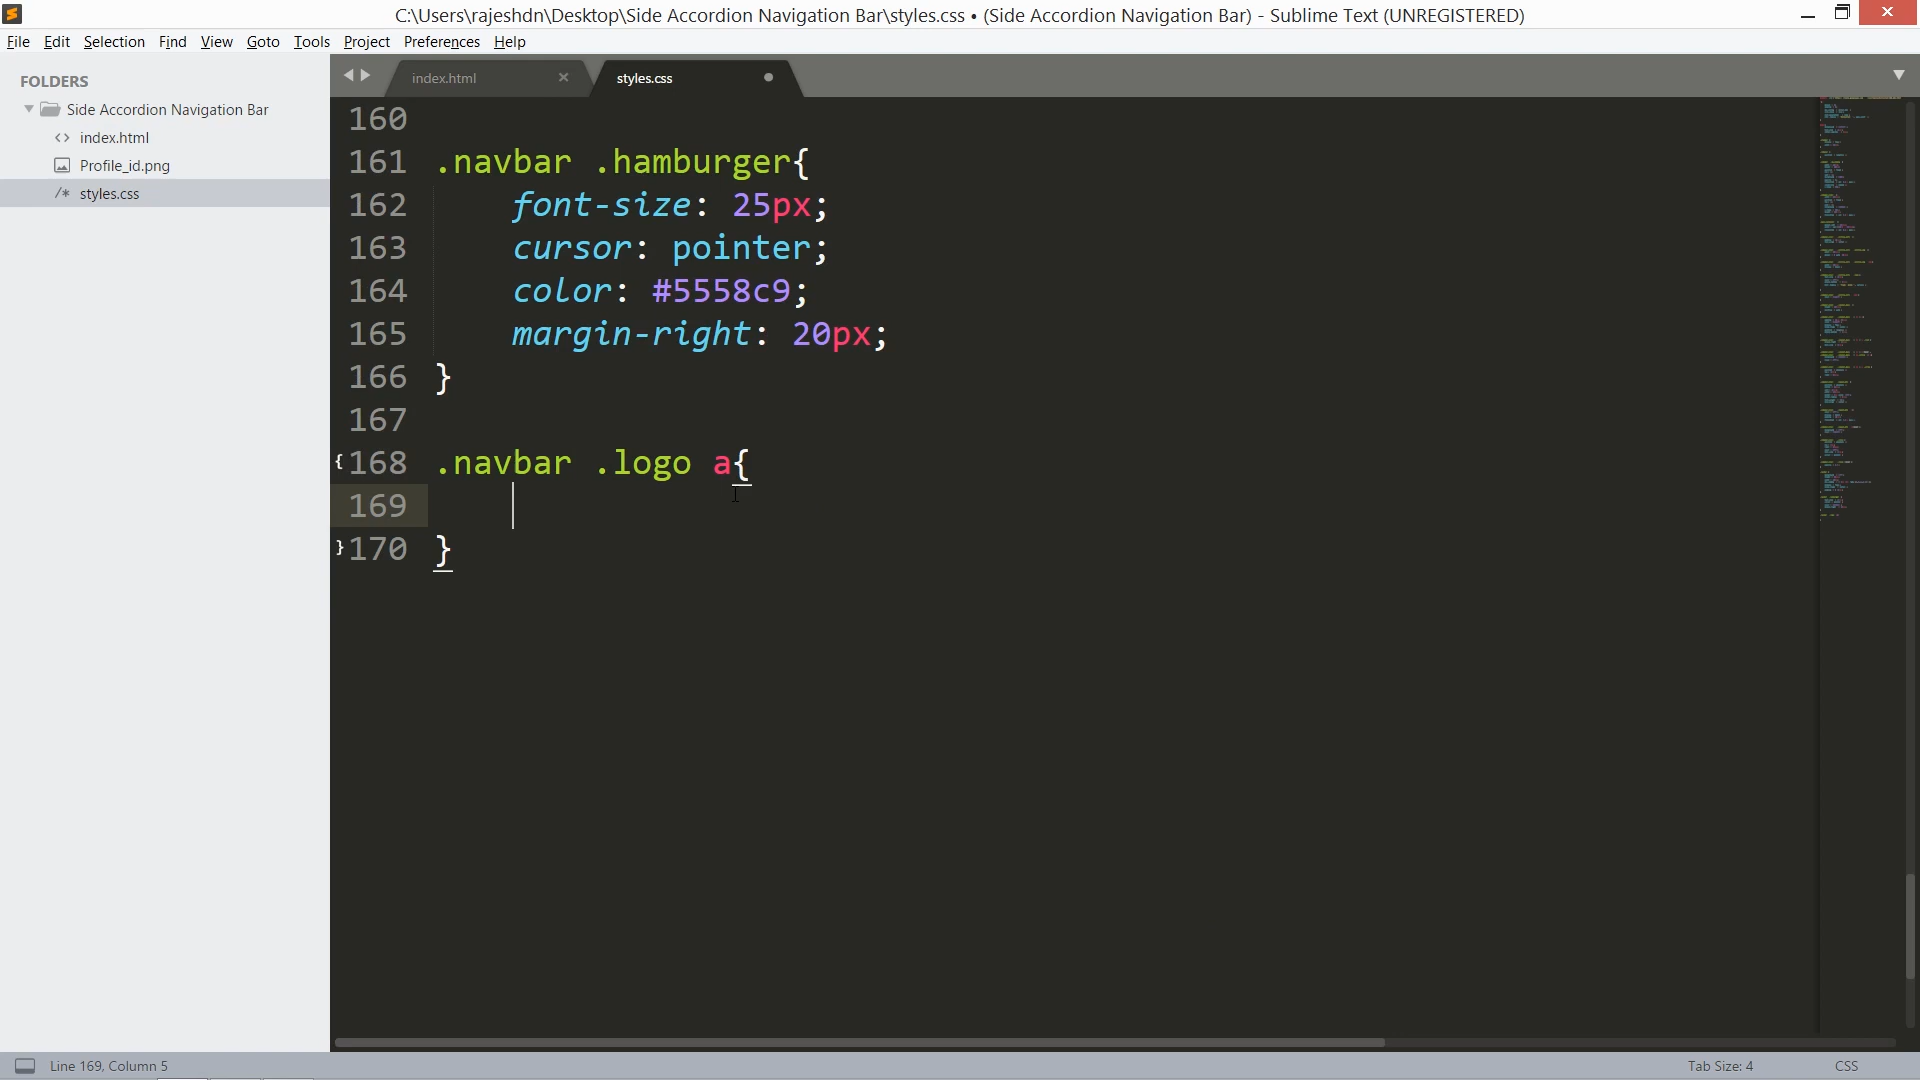 C:\Users\rajeshdn\Desktop\Side Accordion Navigation Bar\styles.css • (Side Accordion Navigation Bar) - Sublime Text (UNREGISTERED)
File Edit Selection Find View Goto Tools Project Preferences Help
FOLDERS
Side Accordion Navigation Bar
<> index.html
Profile_id.png
/* styles.css
index.html
styles.css
160
161 .navbar .hamburger{
162 font-size: 25px;
163 cursor: pointer;
164 color: #5558c9;
165 margin-right: 20px;
166 }
167
168 .navbar .logo a{
169
170 }
Line 169, Column 5
Tab Size: 4
CSS